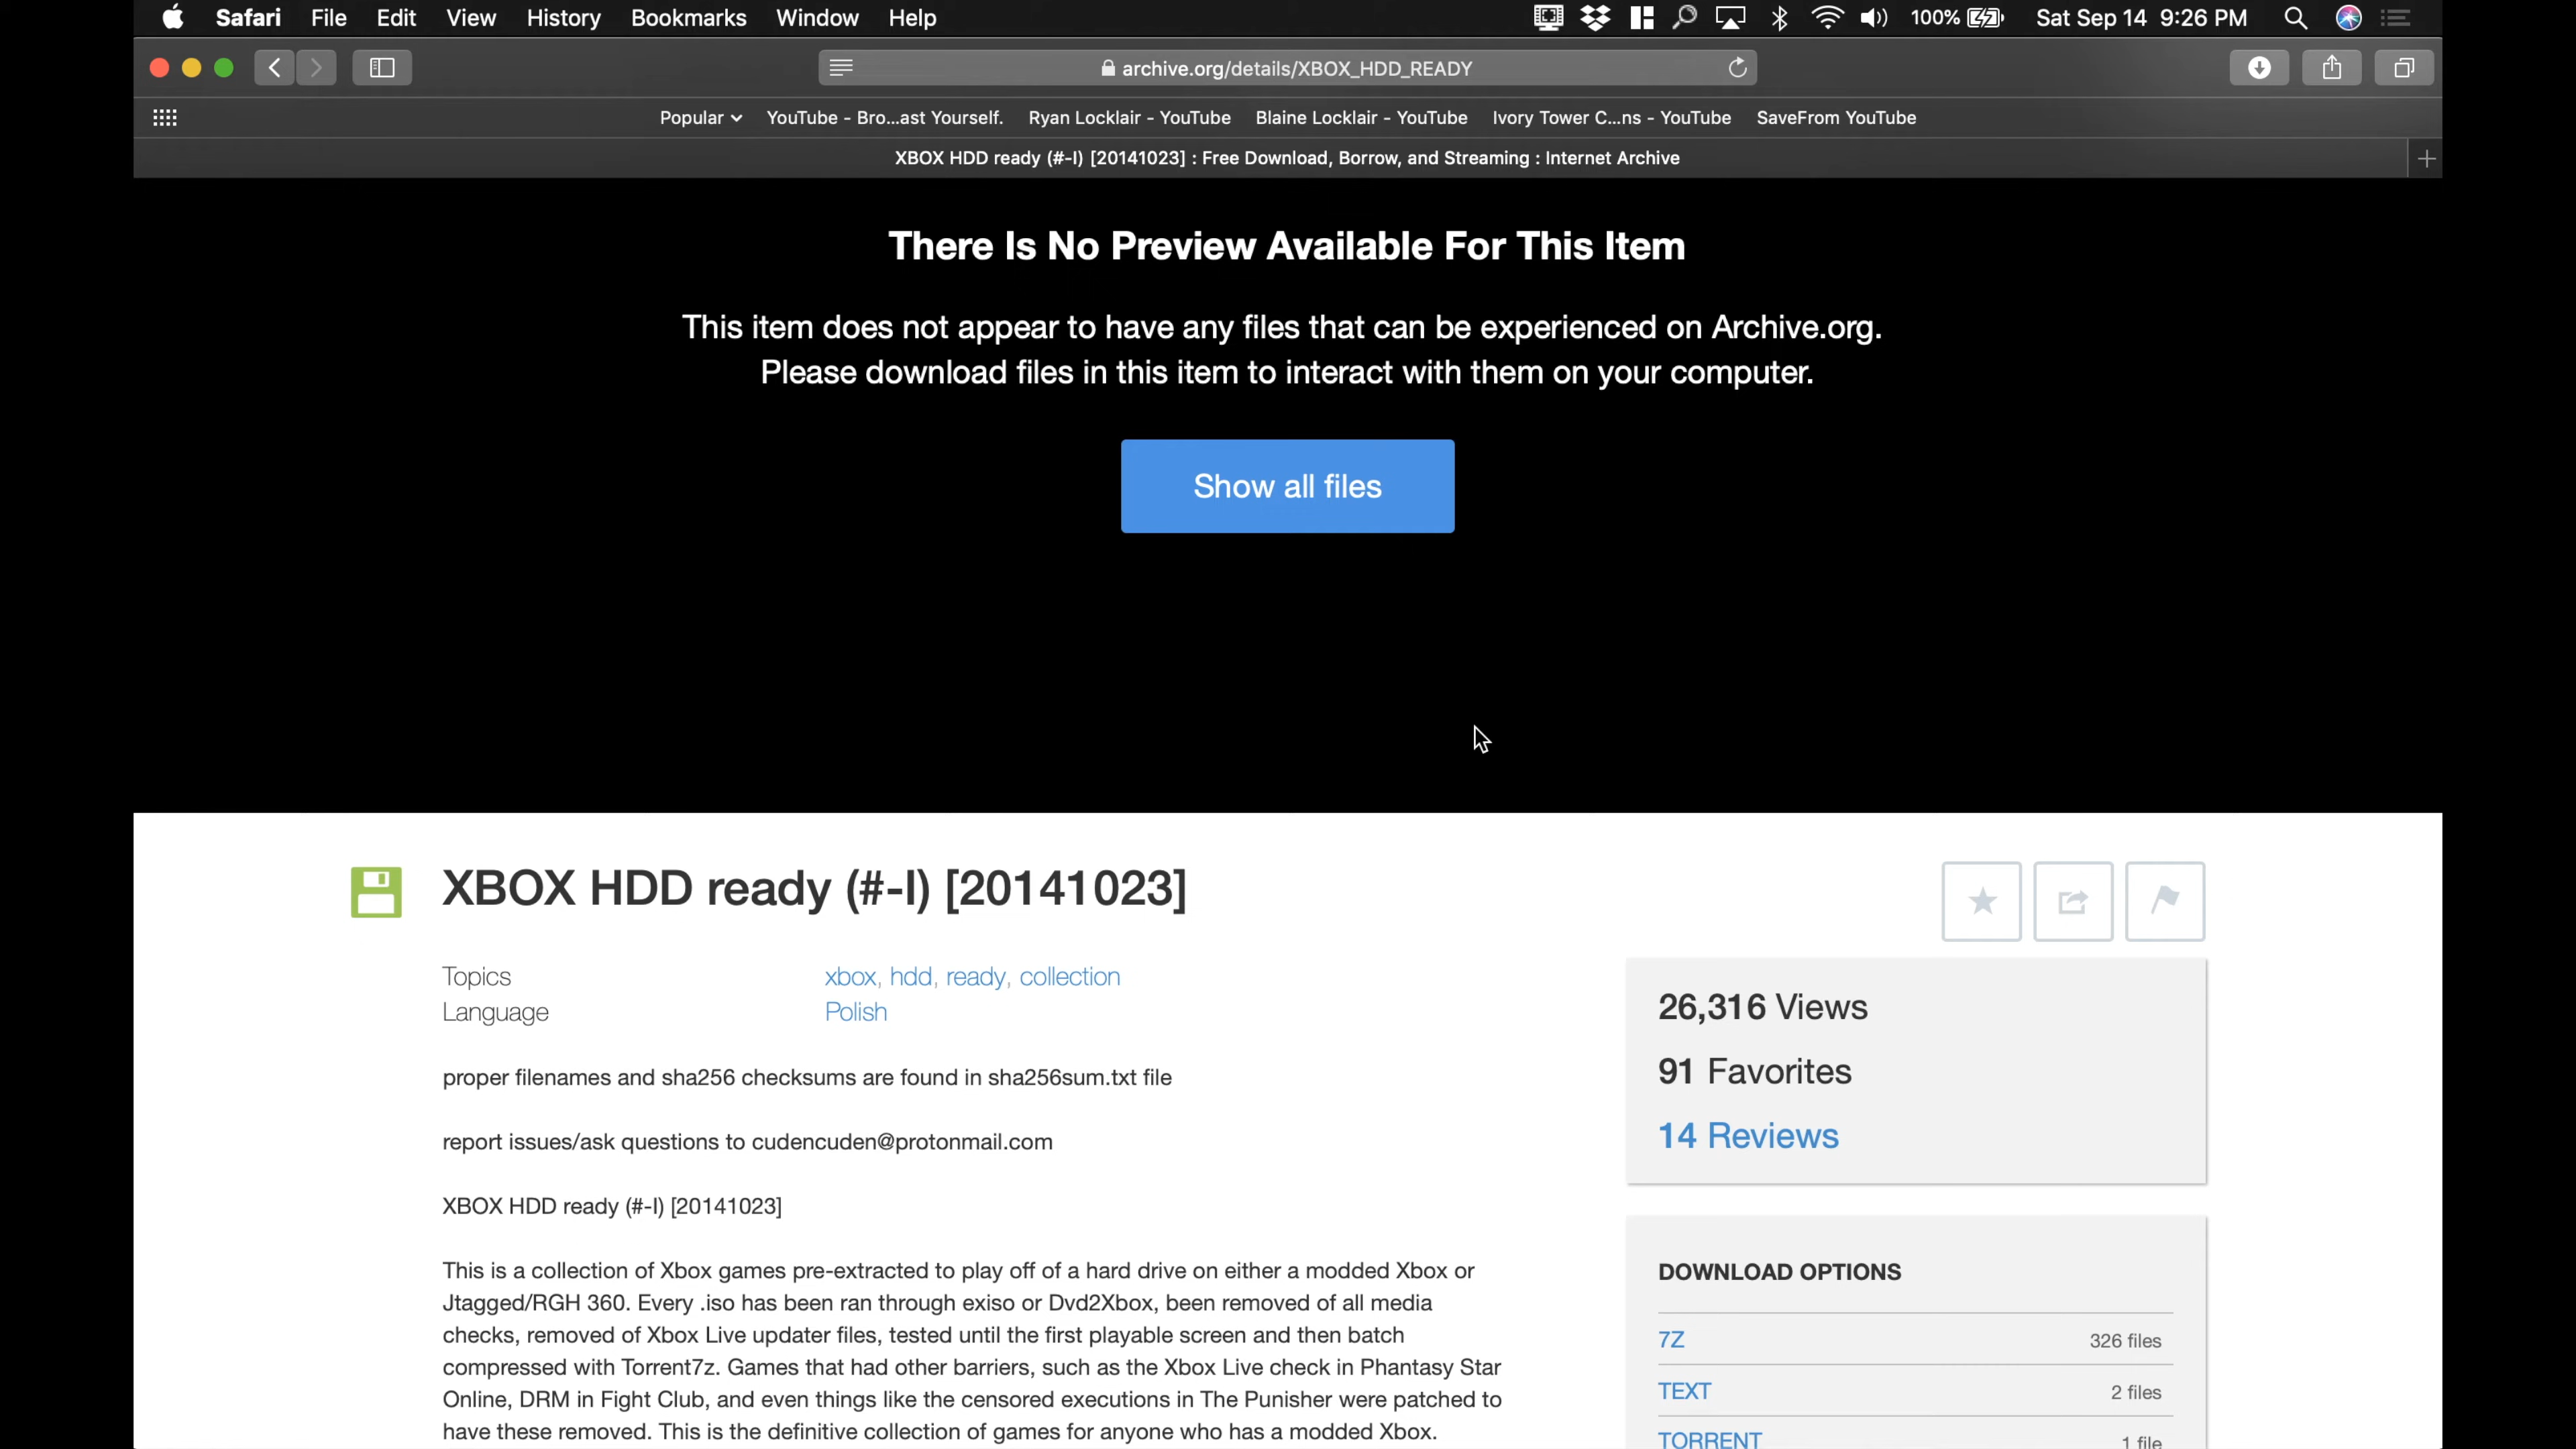 Safari File Edit View History Bookmarks Window Help 100% Sat Sep 14 9:26 PM
archive.org/details/XBOX_HDD_READY
Popular YouTube - Bro...ast Yourself. Ryan Locklair - YouTube Blaine Locklair - YouTube Ivory Tower C...ns - YouTube SaveFrom YouTube
XBOX HDD ready (#-I) [20141023] : Free Download, Borrow, and Streaming : Internet Archive
There Is No Preview Available For This Item
This item does not appear to have any files that can be experienced on Archive.org.
Please download files in this item to interact with them on your computer.
Show all files
XBOX HDD ready (#-I) [20141023]
Topics xbox, hdd, ready, collection
Language Polish
proper filenames and sha256 checksums are found in sha256sum.txt file
report issues/ask questions to cudencuden@protonmail.com
XBOX HDD ready (#-I) [20141023]
This is a collection of Xbox games pre-extracted to play off of a hard drive on either a modded Xbox or
Jtagged/RGH 360. Every .iso has been ran through exiso or Dvd2Xbox, been removed of all media
checks, removed of Xbox Live updater files, tested until the first playable screen and then batch
compressed with Torrent7z. Games that had other barriers, such as the Xbox Live check in Phantasy Star
Online, DRM in Fight Club, and even things like the censored executions in The Punisher were patched to
have these removed. This is the definitive collection of games for anyone who has a modded Xbox.
26,316 Views
91 Favorites
14 Reviews
DOWNLOAD OPTIONS
7Z 326 files
TEXT 2 files
TORRENT 1 file